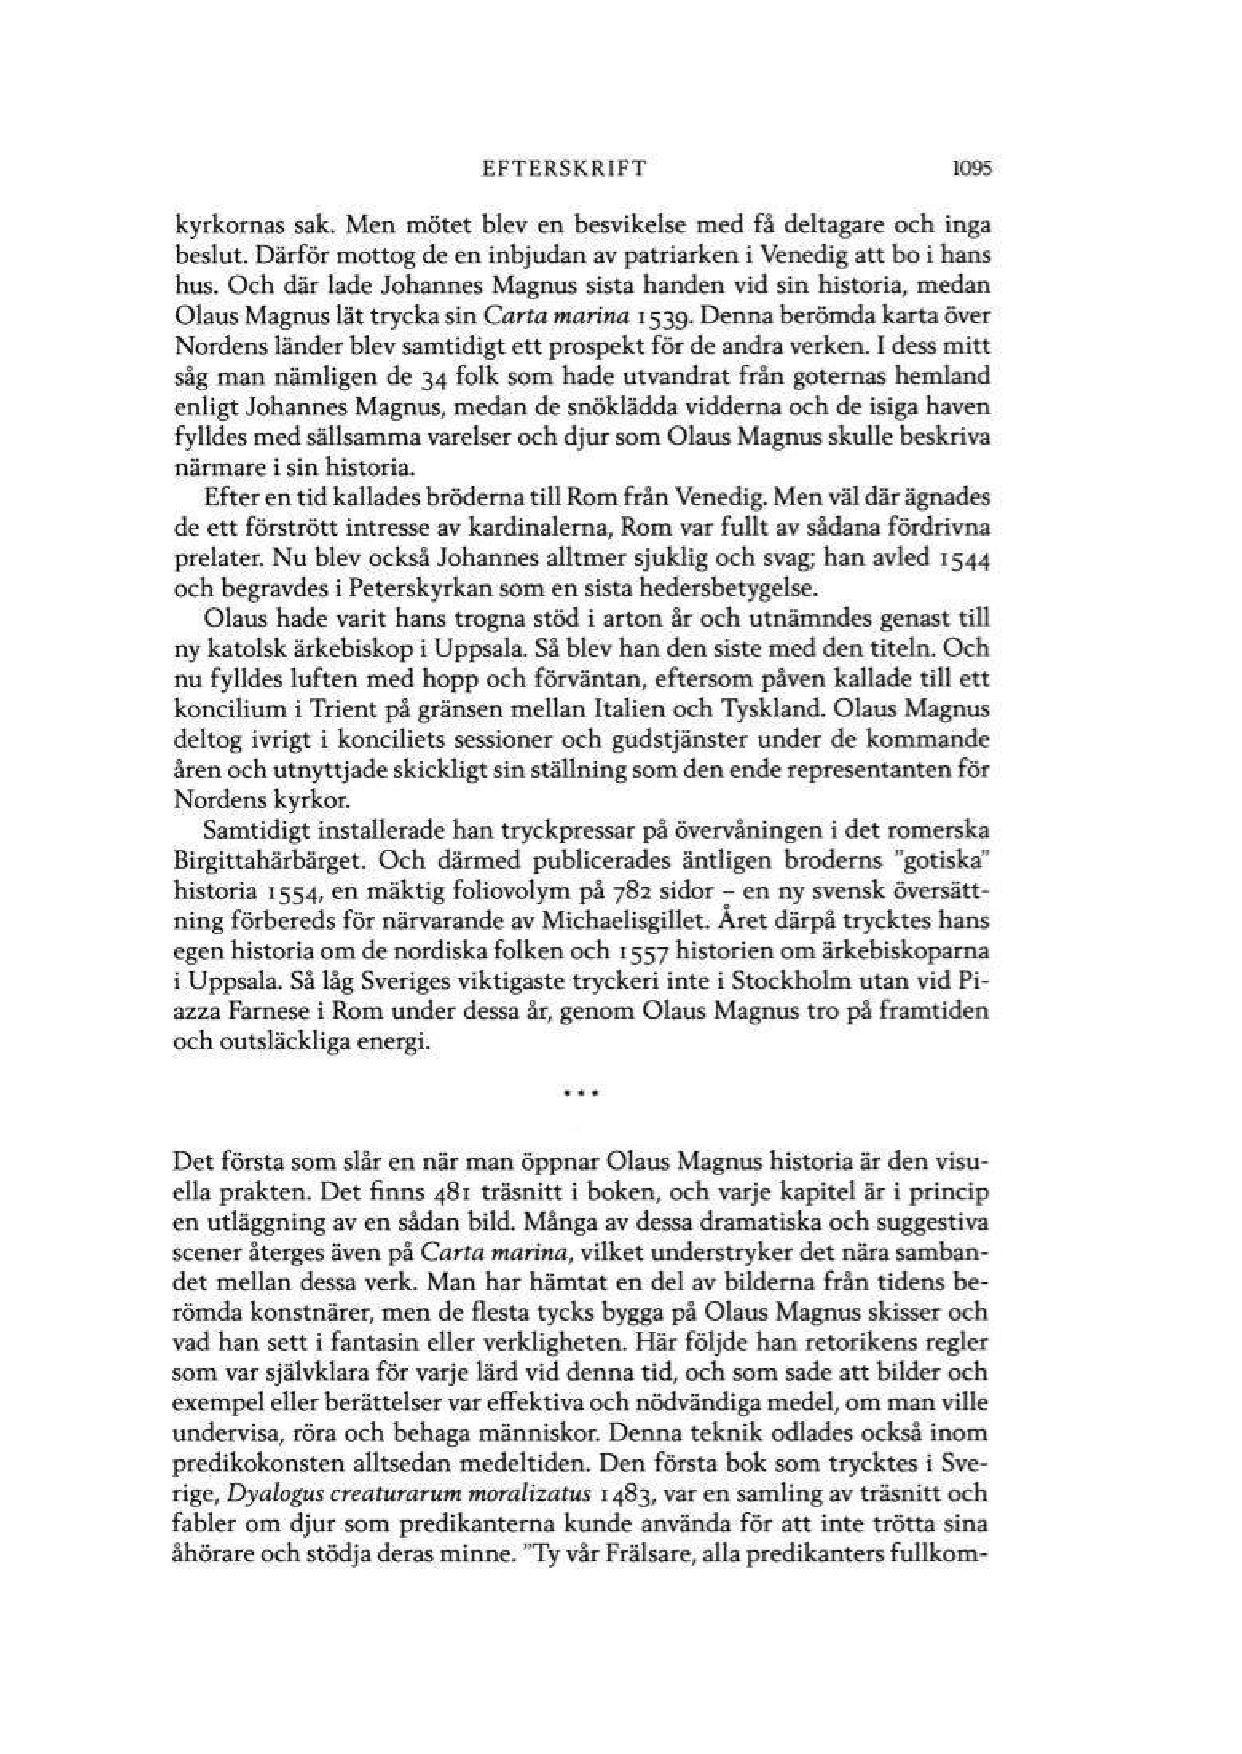 EFTERSKRIFT 1095
kyrkornas sak. Men mötet blev en besvikelse med få deltagare och inga
beslut. Därför mottog de en inbjudan av patriarken i Venedig att bo i hans
hus. Och där lade Johannes Magnus sista handen vid sin historia, medan
Olaus Magnus lät trycka sin Carta marina 1539. Denna berömda karta över
Nordens länder blev samtidigt ett prospekt för de andra verken. I dess mitt
såg man nämligen de 34 folk som hade utvandrat från goternas hemland
enligt Johannes Magnus, medan de snöklädda vidderna och de isiga haven
fylldes med sällsamma varelser och djur som Olaus Magnus skulle beskriva
närmare i sin historia.
Efter en tid kallades bröderna till Rom från Venedig. Men väl där ägnades
de ett förstrött intresse av kardinalerna, Rom var fullt av sådana fördrivna
prelater. Nu blev också Johannes alltmer sjuklig och svag; han avled 1544
och begravdes i Peterskyrkan som en sista hedersbetygelse.
Olaus hade varit hans trogna stöd i arton år och utnämndes genast till
ny katolsk ärkebiskop i Uppsala. Så blev han den siste med den titeln. Och
nu fylldes luften med hopp och förväntan, eftersom påven kallade till ett
koncilium i Trient på gränsen mellan Italien och Tyskland. Olaus Magnus
deltog ivrigt i konciliets sessioner och gudstjänster under de kommande
åren och utnyttjade skickligt sin ställning som den ende representanten för
Nordens kyrkor.
Samtidigt installerade han tryckpressar på övervåningen i det romerska
Birgittahärbärget. Och därmed publicerades äntligen broderns ”gotiska”
historia 1554, en mäktig foliovolym på 782 sidor – en ny svensk översätt-
ning förbereds för närvarande av Michaelisgillet. Året därpå trycktes hans
egen historia om de nordiska folken och 1557 historien om ärkebiskoparna
i Uppsala. Så låg Sveriges viktigaste tryckeri inte i Stockholm utan vid Pi-
azza Farnese i Rom under dessa år, genom Olaus Magnus tro på framtiden
och outsläckliga energi.
* * *
Det första som slår en när man öppnar Olaus Magnus historia är den visu-
ella prakten. Det finns 481 träsnitt i boken, och varje kapitel är i princip
en utläggning av en sådan bild. Många av dessa dramatiska och suggestiva
scener återges även på Carta marina, vilket understryker det nära samban-
det mellan dessa verk. Man har hämtat en del av bilderna från tidens be-
römda konstnärer, men de flesta tycks bygga på Olaus Magnus skisser och
vad han sett i fantasin eller verkligheten. Här följde han retorikens regler
som var självklara för varje lärd vid denna tid, och som sade att bilder och
exempel eller berättelser var effektiva och nödvändiga medel, om man ville
undervisa, röra och behaga människor. Denna teknik odlades också inom
predikokonsten alltsedan medeltiden. Den första bok som trycktes i Sve-
rige, Dyalogus creaturarum moralizatus 1483, var en samling av träsnitt och
fabler om djur som predikanterna kunde använda för att inte trötta sina
åhörare och stödja deras minne. ”Ty vår Frälsare, alla predikanters fullkom-